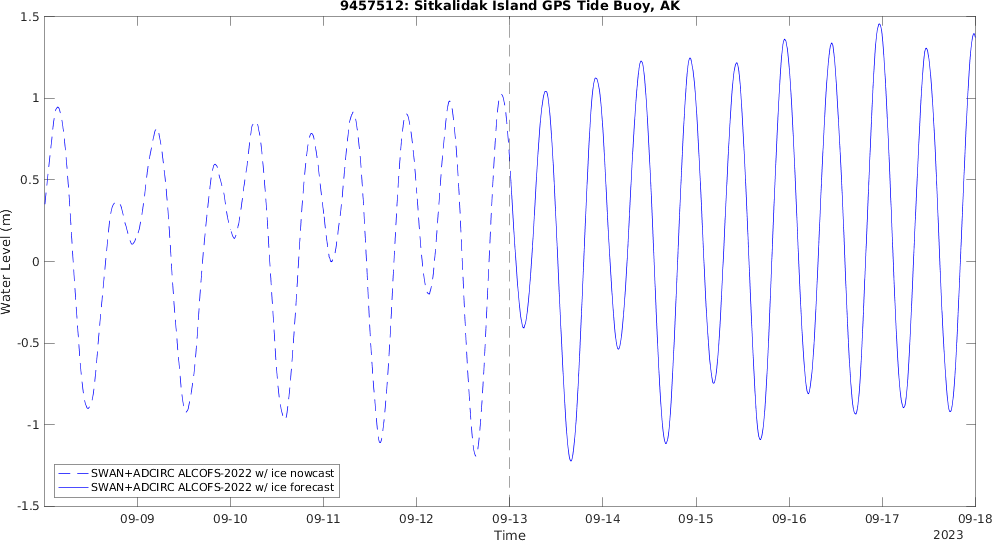 9457512: Sitkalidak Island GPS Tide Buoy, AK
1.5
1
0.5
0
-0.5
-1
-1.5
Water Level (m)
SWAN+ADCIRC ALCOFS-2022 w/ ice nowcast
SWAN+ADCIRC ALCOFS-2022 w/ ice forecast
09-09 09-10 09-11 09-12 09-13 09-14 09-15 09-16 09-17 09-18
Time
2023